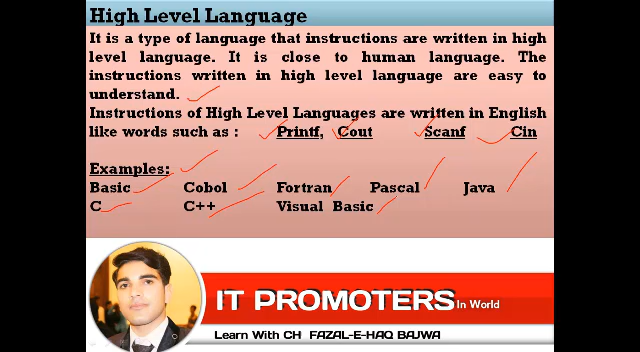 High Level Language
It is a type of language that instructions are written in high
level language. It is close to human language. The
instructions written in high level language are easy to
understand.
Instructions of High Level Languages are written in English
like words such as : Printf, Cout Scanf Cin
Examples:
Basic Cobol Fortran Pascal Java
C C++ Visual Basic
IT PROMOTERS In World
Learn With CH FAZAL-E-HAQ BAJWA